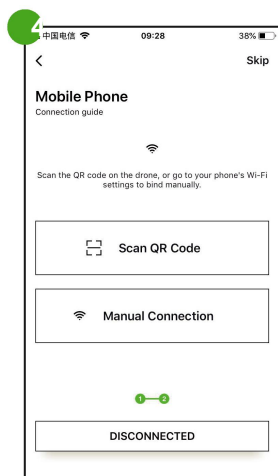 4
中国电信 09:28 38%
Skip
Mobile Phone
Connection guide
Scan the QR code on the drone, or go to your phone's Wi-Fi
settings to bind manually.
Scan QR Code
Manual Connection
1 2
DISCONNECTED